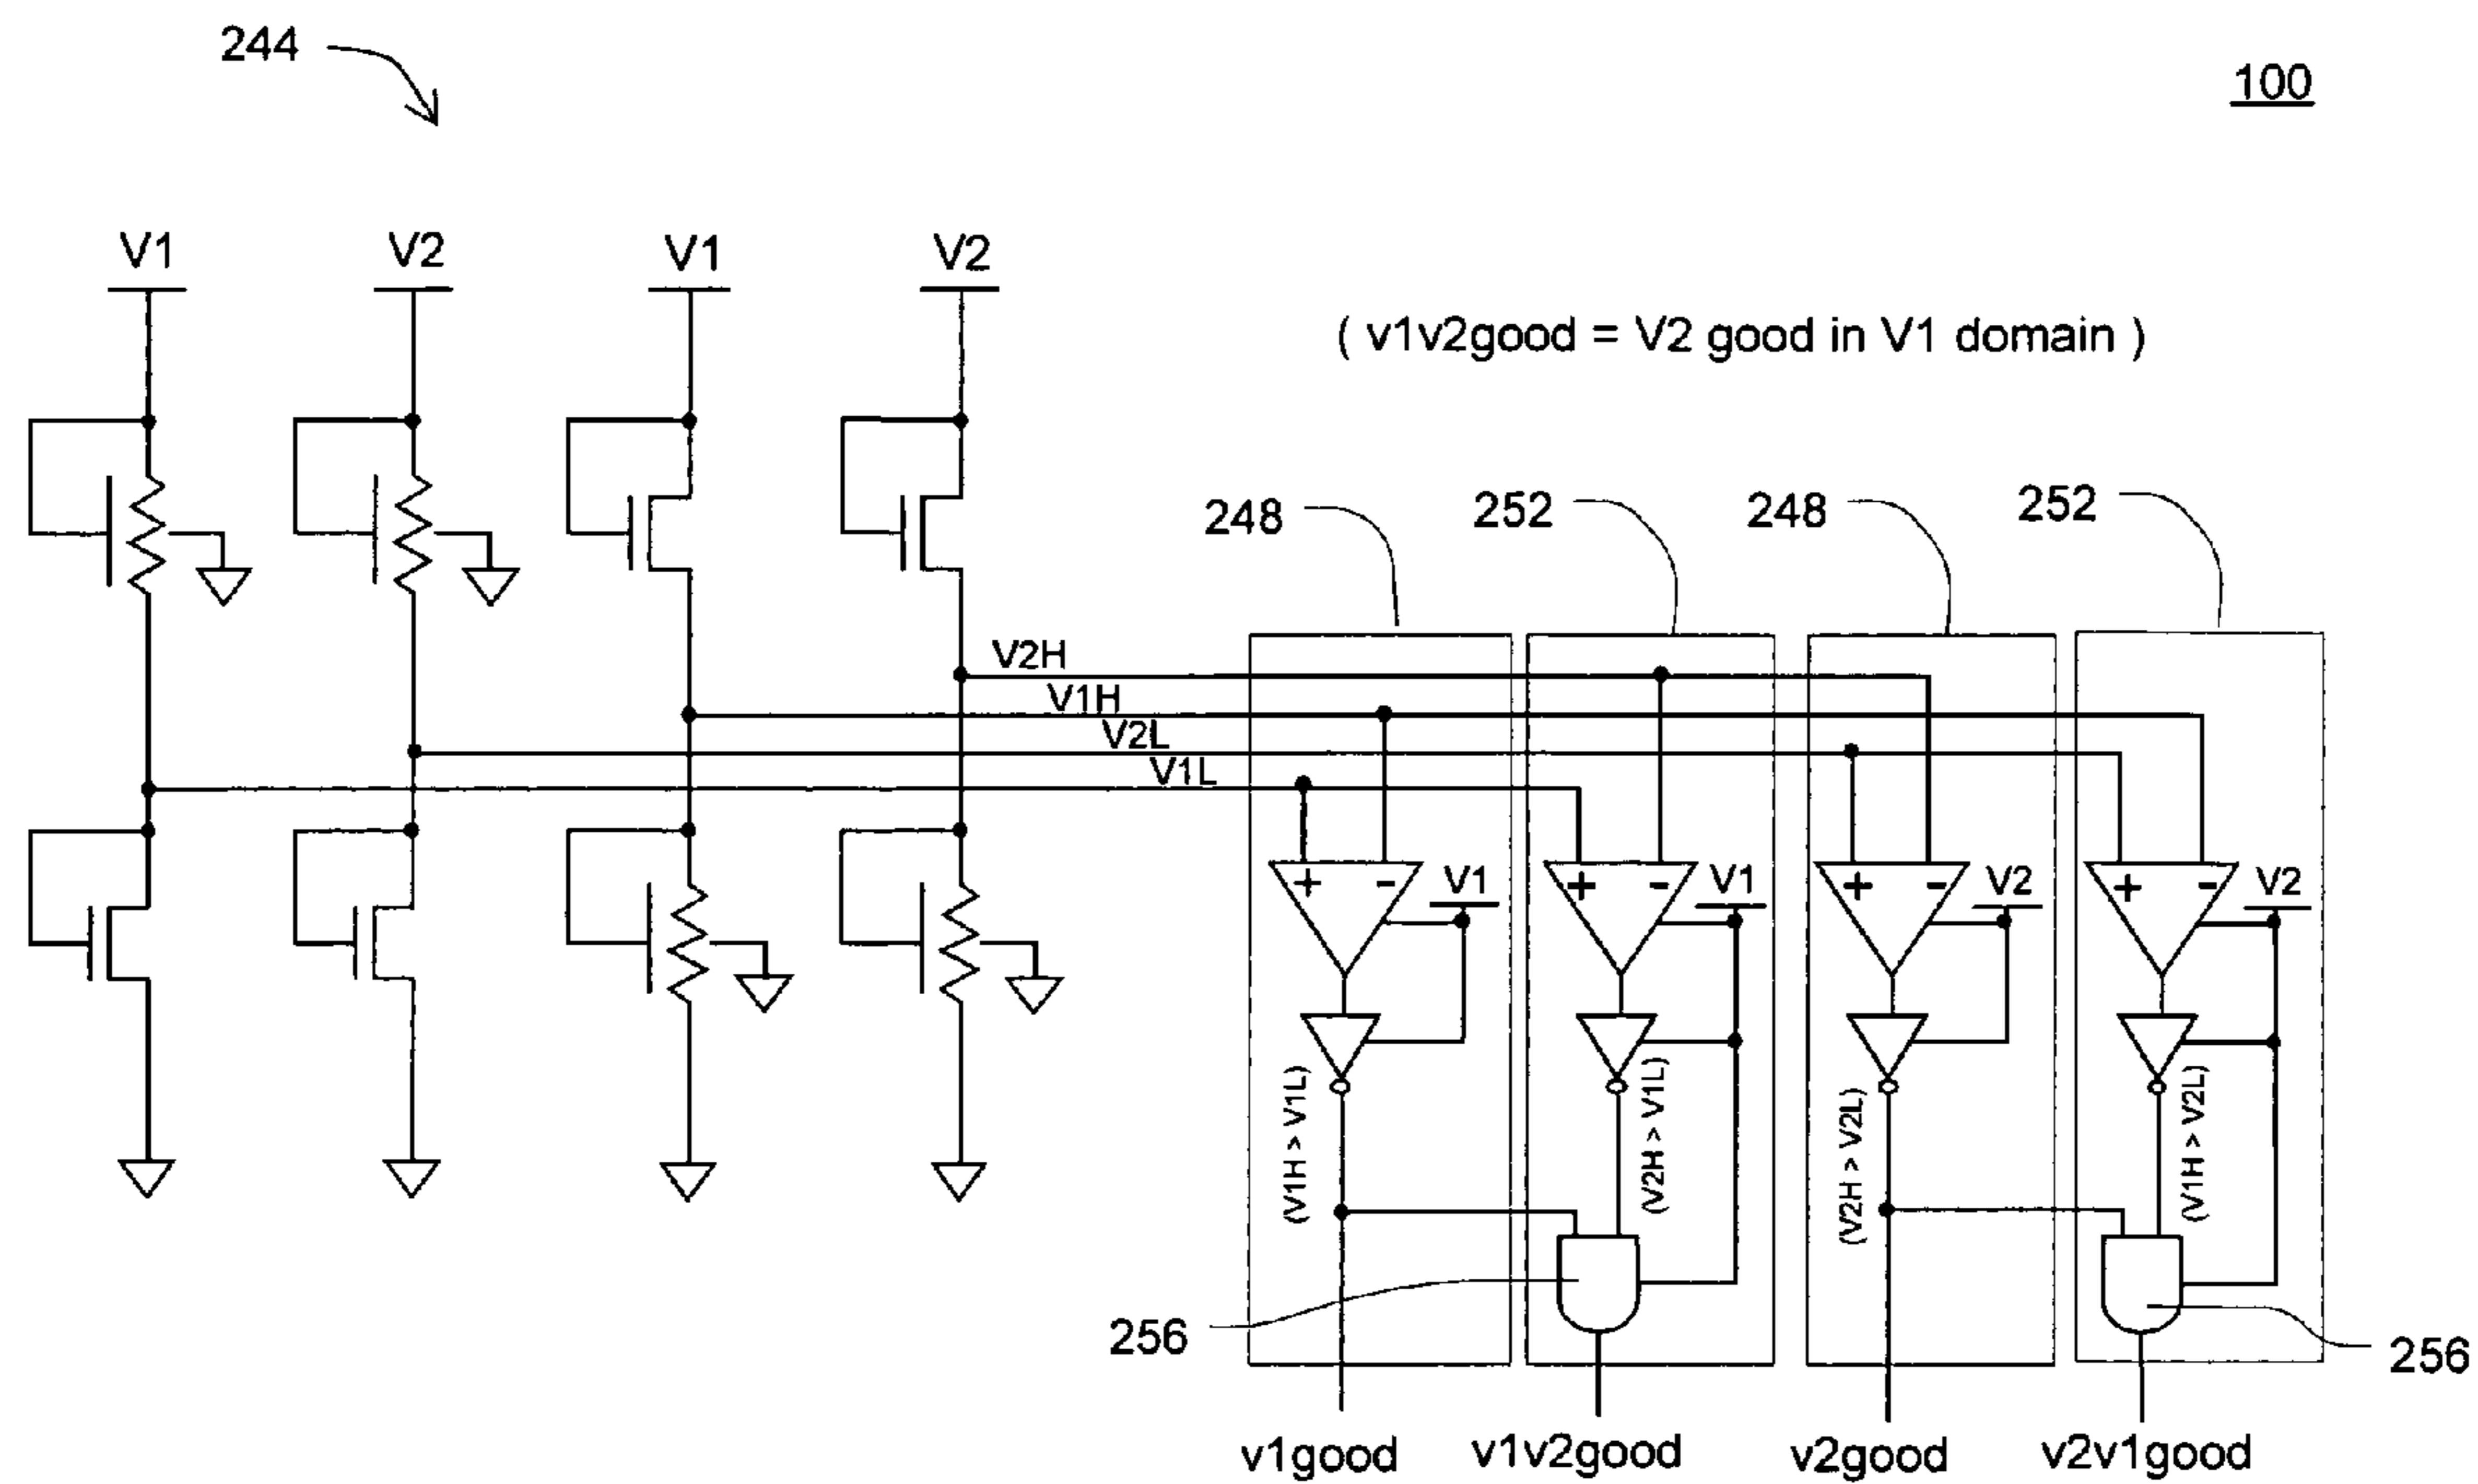 244
100
V1
V2
V1
V2
( v1v2good = V2 good in V1 domain )
248
252
248
252
V2H
V1H
V2L
V1L
+
-
V1
+
-
V1
+
-
V2
+
-
V2
(V1H > V1L)
(V2H > V1L)
(V2H > V2L)
(V1H > V2L)
256
256
v1good
v1v2good
v2good
v2v1good